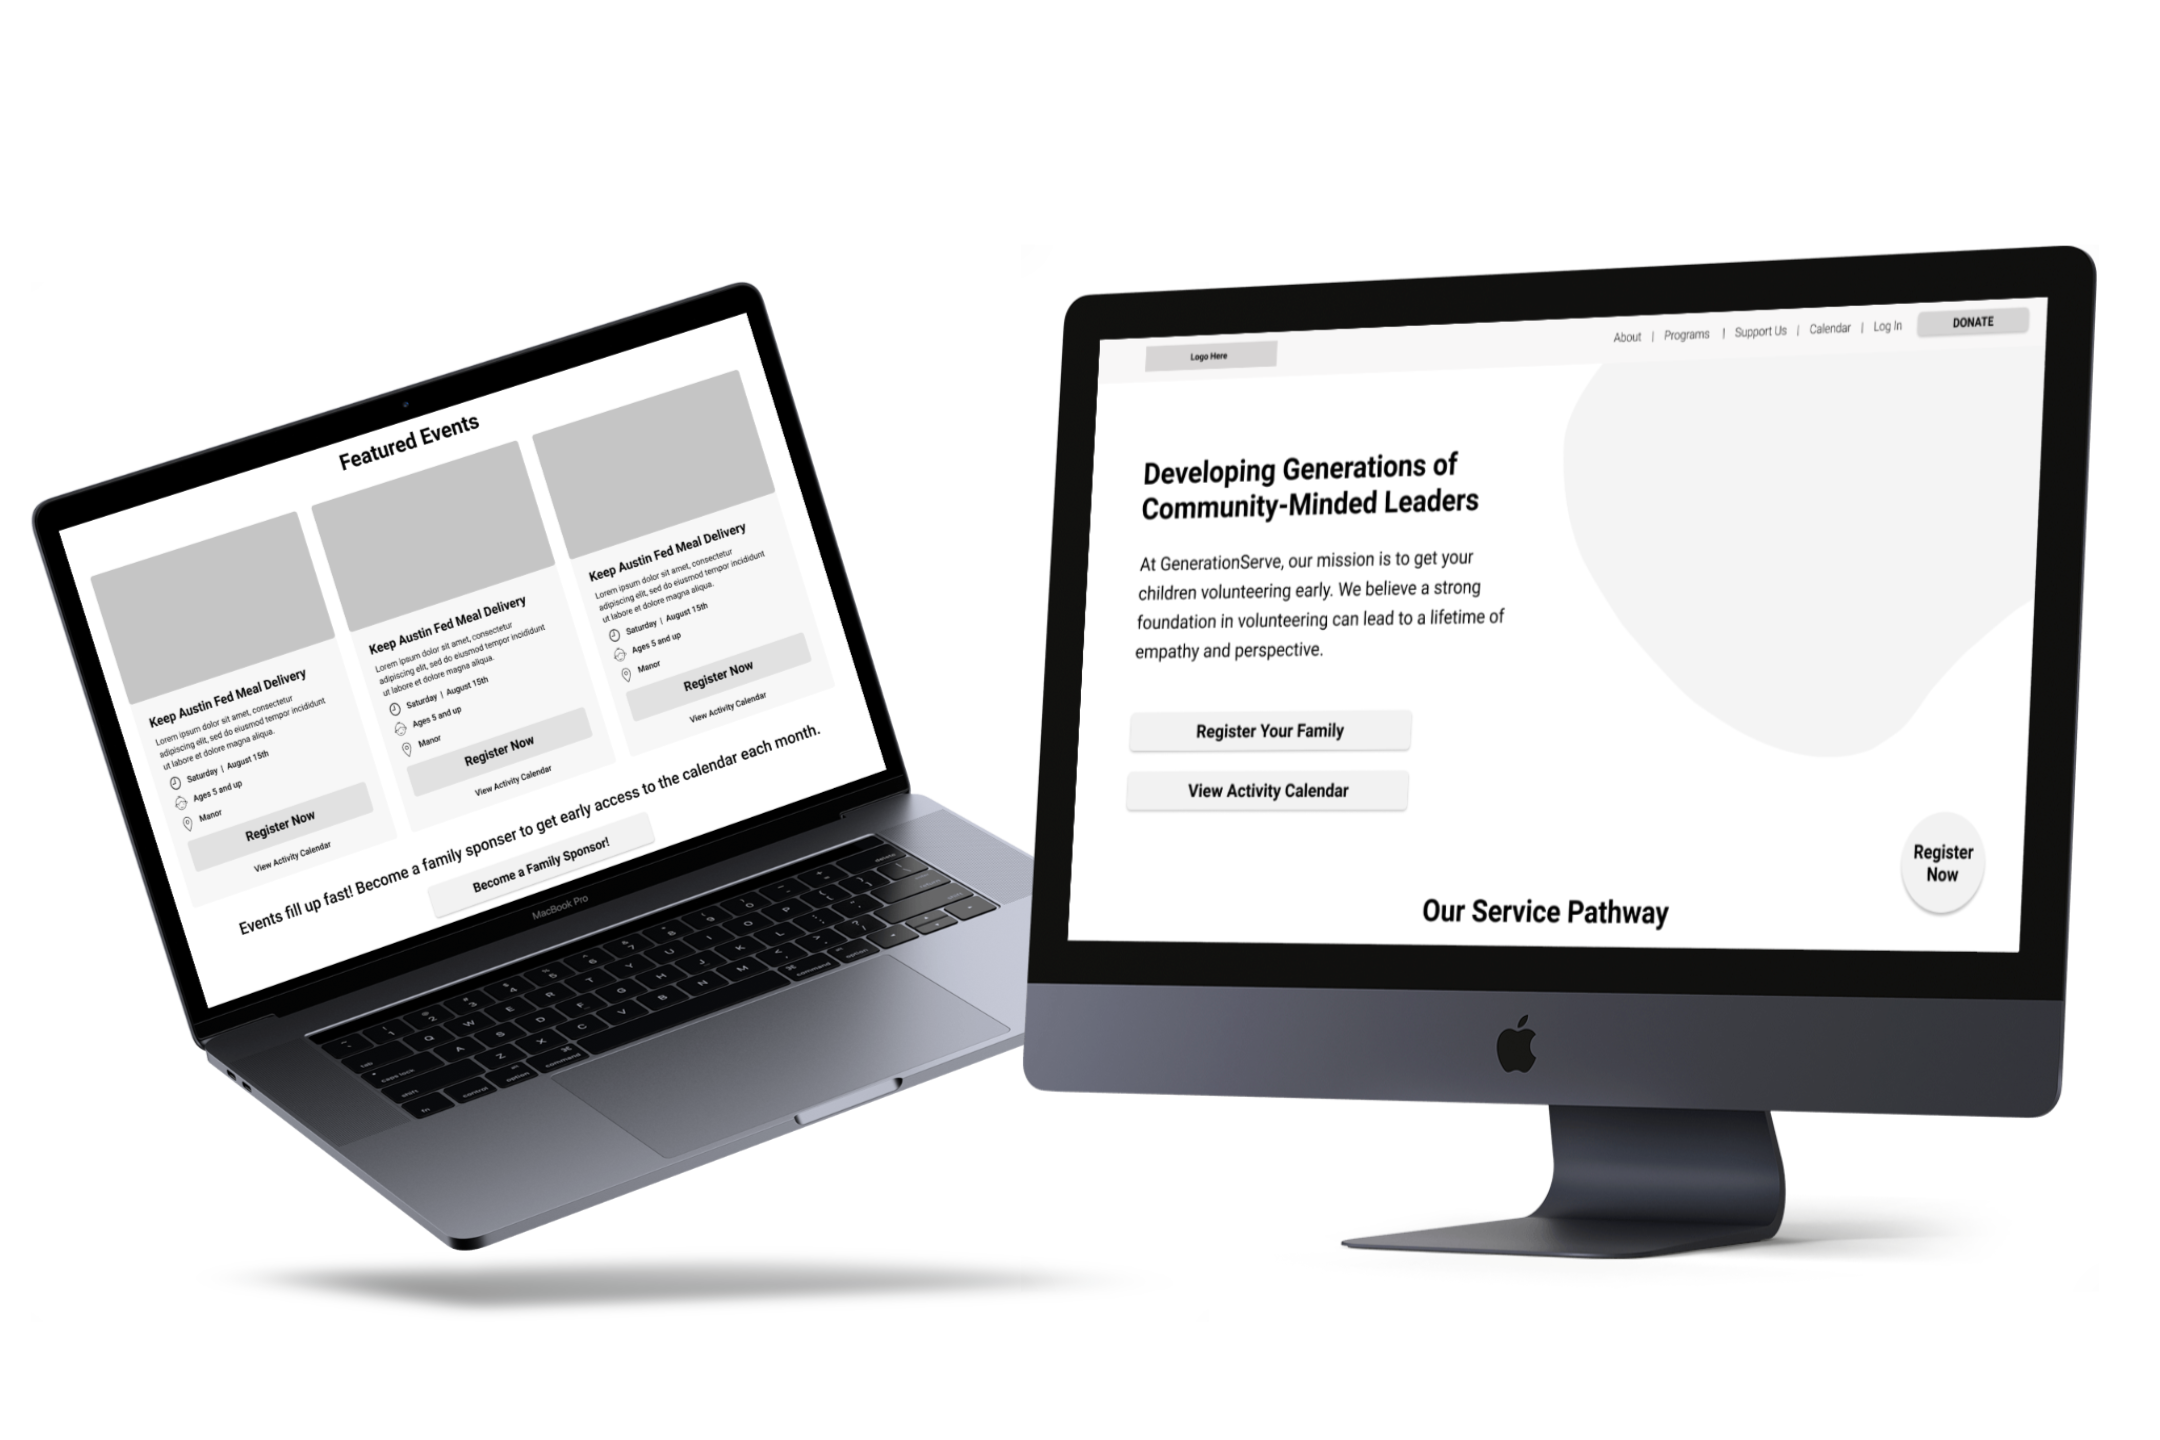 Featured Events
Keep Austin Fed Meal Delivery
Lorem ipsum dolor sit amet, consectetur
adipiscing elit, sed do eiusmod tempor incididunt
ut labore et dolore magna aliqua.
Saturday | August 15th
Ages 5 and up
Manor
Register Now
View Activity Calendar
Keep Austin Fed Meal Delivery
Lorem ipsum dolor sit amet, consectetur
adipiscing elit, sed do eiusmod tempor incididunt
ut labore et dolore magna aliqua.
Saturday | August 15th
Ages 5 and up
Manor
Register Now
View Activity Calendar
Keep Austin Fed Meal Delivery
Lorem ipsum dolor sit amet, consectetur
adipiscing elit, sed do eiusmod tempor incididunt
ut labore et dolore magna aliqua.
Saturday | August 15th
Ages 5 and up
Manor
Register Now
View Activity Calendar
Events fill up fast! Become a family sponser to get early access to the calendar each month.
Become a Family Sponsor!
MacBook Pro
Logo Here
About | Programs | Support Us | Calendar | Log In
DONATE
Developing Generations of
Community-Minded Leaders
At GenerationServe, our mission is to get your
children volunteering early. We believe a strong
foundation in volunteering can lead to a lifetime of
empathy and perspective.
Register Your Family
View Activity Calendar
Register
Now
Our Service Pathway